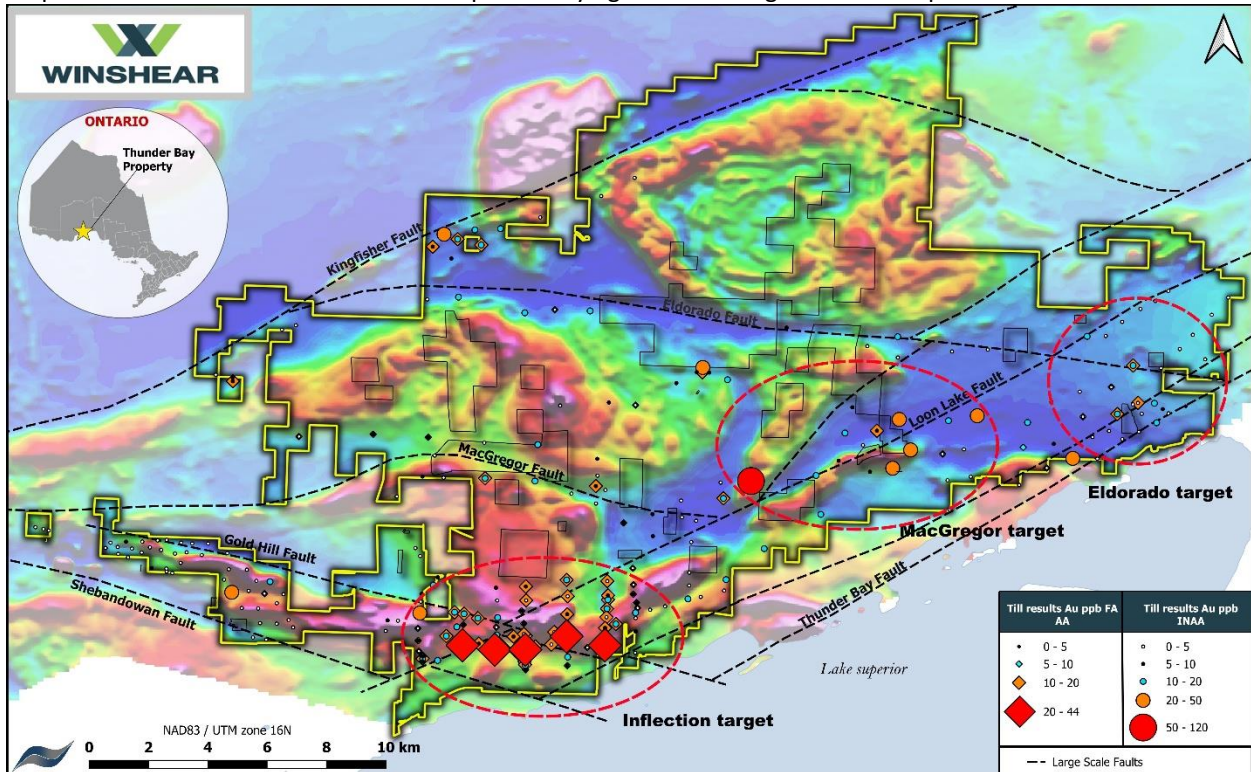 WINSHEAR
ONTARIO
Thunder Bay
Property
Kingfisher Fault
Eldorado Fault
Loon Lake Fault
MacGregor Fault
Eldorado target
MacGregor target
Gold Hill Fault
Shebandowan Fault
Thunder Bay Fault
Lake superior
Inflection target
NAD83 / UTM zone 16N
0 2 4 6 8 10 km
Till results Au ppb FA
AA
0 - 5
5 - 10
10 - 20
20 - 44
Till results Au ppb
INAA
0 - 5
5 - 10
10 - 20
20 - 50
50 - 120
Large Scale Faults